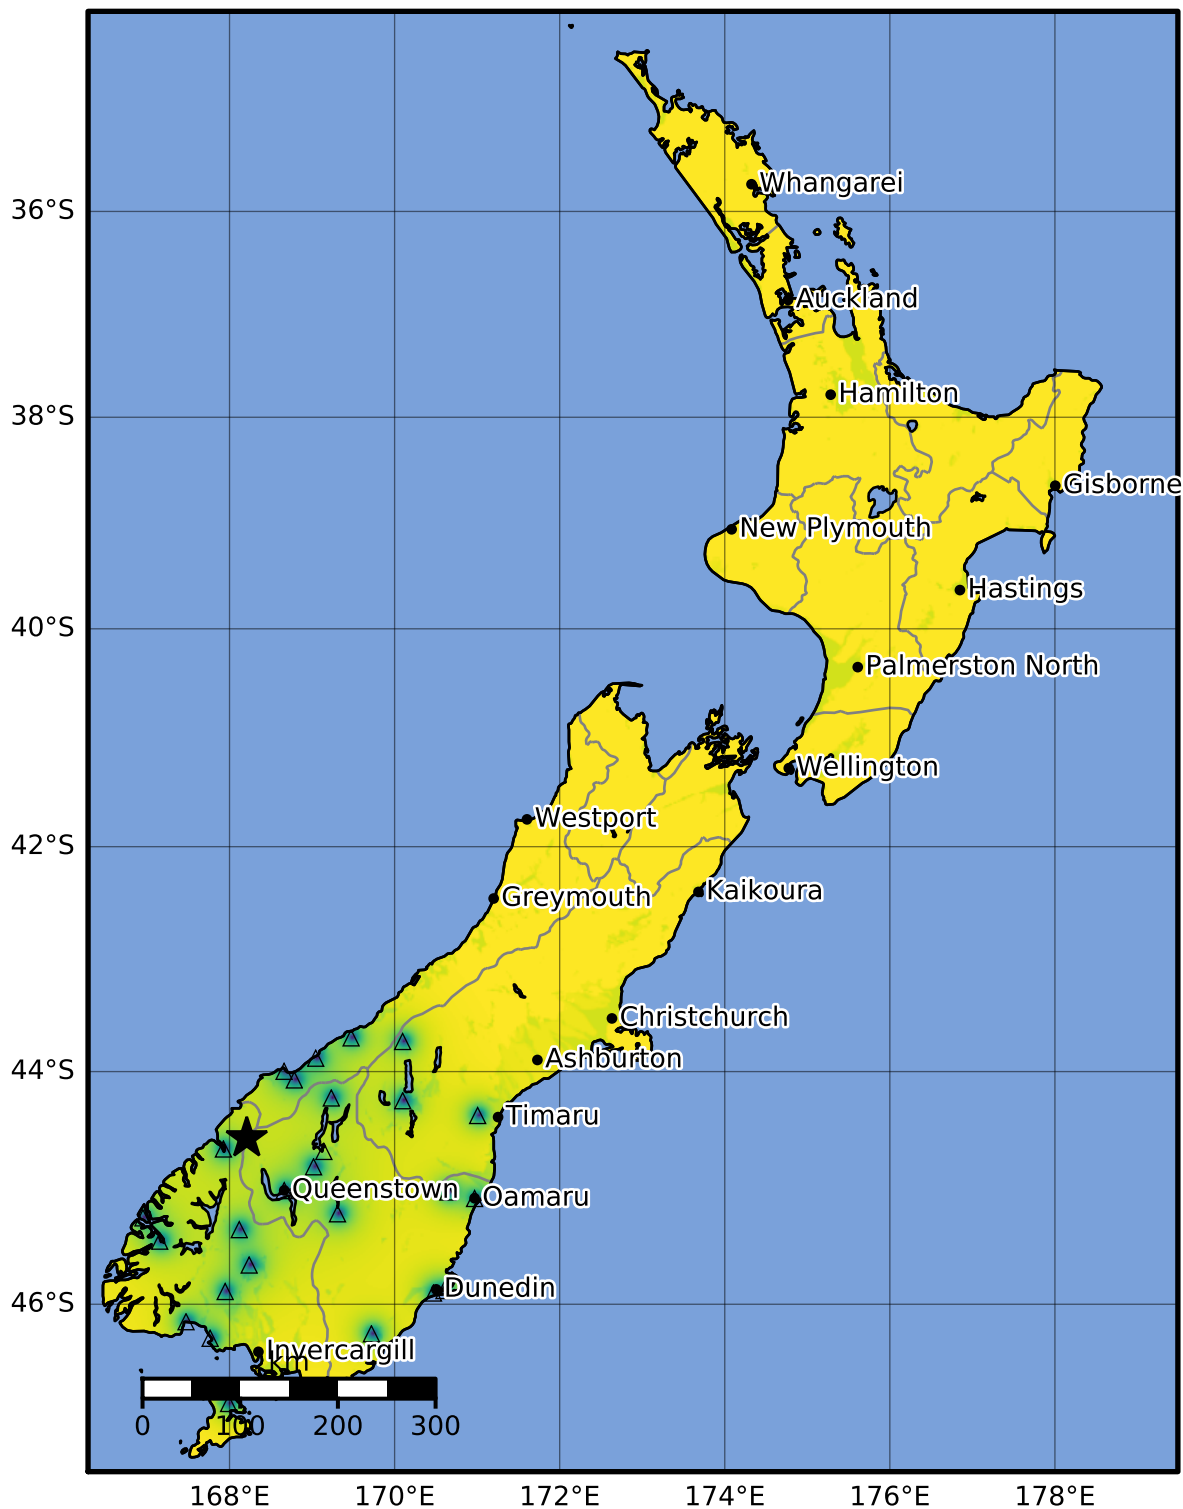 Whangarei
36°S
Auckland
Hamilton
38°S
Gisborne
New Plymouth
Hastings
40°S
Palmerston North
Wellington
Westport
42°S
Kaikoura
Greymouth
Christchurch
Ashburton
44°S
Timaru
Queenstown
Oamaru
Dunedin
46°S
Invercargill
km
0 100 200 300
168°E 170°E 172°E 174°E 176°E 178°E